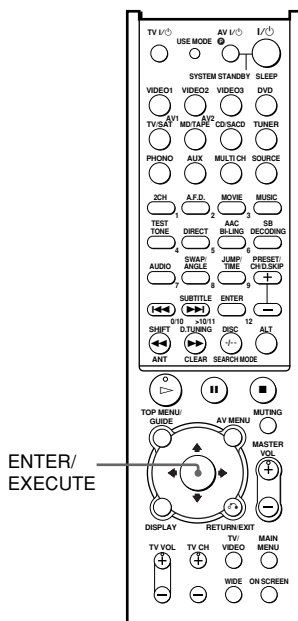 TV I/⏻ AV I/⏻ I/⏻
USE MODE P
SYSTEM STANDBY SLEEP
VIDEO1 VIDEO2 VIDEO3 DVD
AV1 AV2
TV/SAT MD/TAPE CD/SACD TUNER
PHONO AUX MULTI CH SOURCE
2CH A.F.D. MOVIE MUSIC
1 2 3
TEST TONE DIRECT AAC BI-LING SB DECODING
4 5 6
AUDIO SWAP/ANGLE JUMP/TIME PRESET/CH/D.SKIP
7 8 9 +
SUBTITLE ENTER
⏮ ⏭ −
0/10 >10/11 12
SHIFT D.TUNING DISC ALT
◀◀ ▶▶ -/--
ANT CLEAR SEARCH MODE
TOP MENU/
GUIDE AV MENU MUTING
MASTER
VOL
+
ENTER/
EXECUTE
−
DISPLAY RETURN/EXIT
TV VOL TV CH TV/VIDEO MAIN MENU
+ +
WIDE ON SCREEN
− −